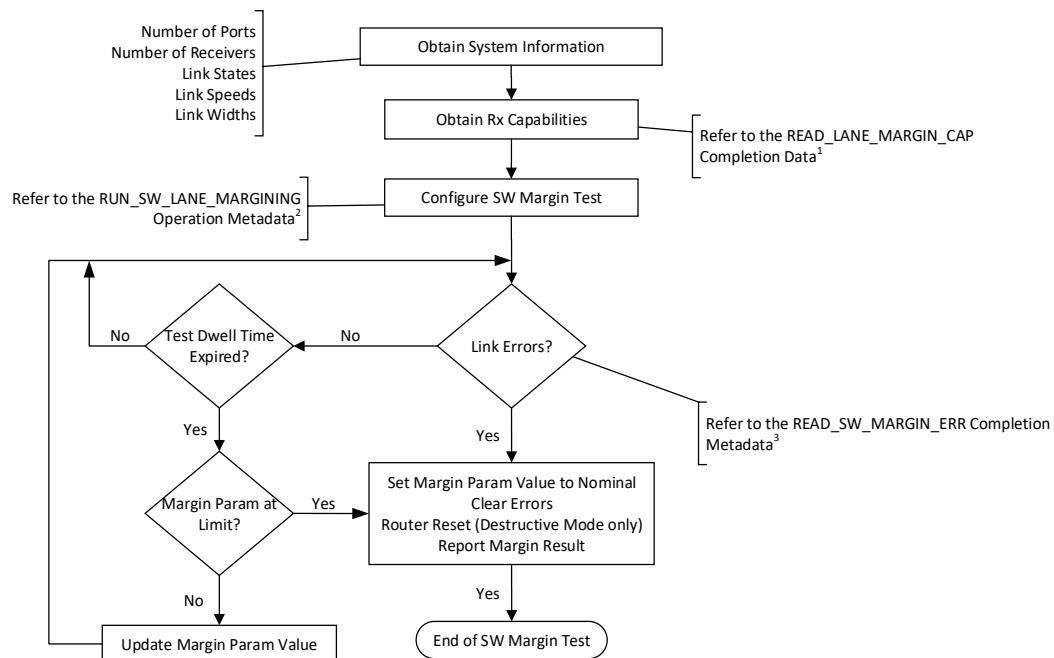 Number of Ports
Number of Receivers
Link States
Link Speeds
Link Widths
Obtain System Information
Obtain Rx Capabilities
Refer to the READ_LANE_MARGIN_CAP
Completion Data1
Refer to the RUN_SW_LANE_MARGINING
Operation Metadata2
Configure SW Margin Test
No
Test Dwell Time
Expired?
No
Link Errors?
Yes
Yes
Refer to the READ_SW_MARGIN_ERR Completion
Metadata3
Margin Param at
Limit?
Yes
Set Margin Param Value to Nominal
Clear Errors
Router Reset (Destructive Mode only)
Report Margin Result
No
Yes
Update Margin Param Value
End of SW Margin Test